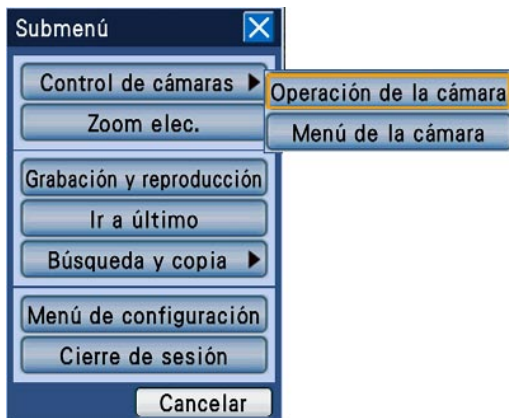 Submenú
Control de cámaras
Operación de la cámara
Zoom elec.
Menú de la cámara
Grabación y reproducción
Ir a último
Búsqueda y copia
Menú de configuración
Cierre de sesión
Cancelar